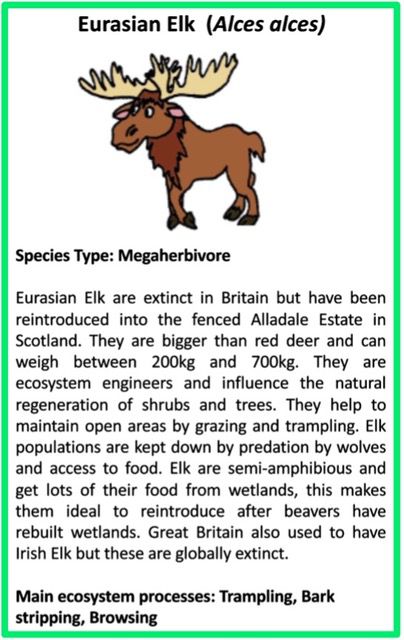 Eurasian Elk (Alces alces)
Species Type: Megaherbivore
Eurasian Elk are extinct in Britain but have been
reintroduced into the fenced Alladale Estate in
Scotland. They are bigger than red deer and can
weigh between 200kg and 700kg. They are
ecosystem engineers and influence the natural
regeneration of shrubs and trees. They help to
maintain open areas by grazing and trampling. Elk
populations are kept down by predation by wolves
and access to food. Elk are semi-amphibious and
get lots of their food from wetlands, this makes
them ideal to reintroduce after beavers have
rebuilt wetlands. Great Britain also used to have
Irish Elk but these are globally extinct.
Main ecosystem processes: Trampling, Bark
stripping, Browsing